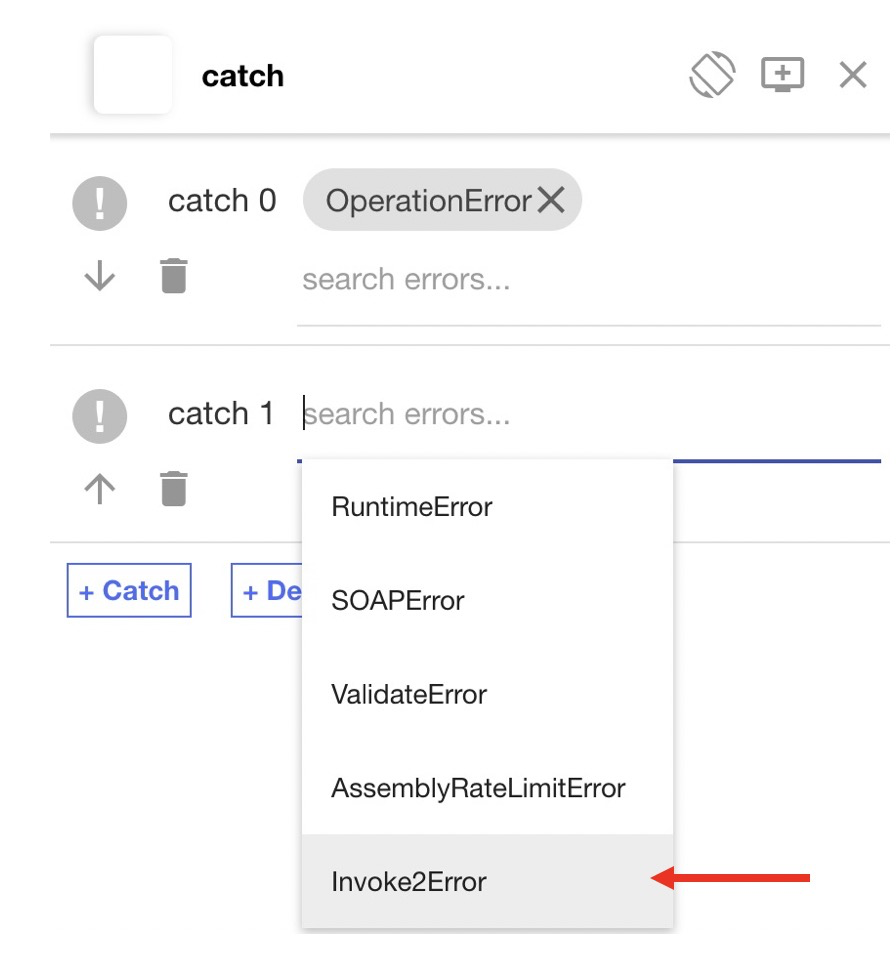 catch
catch 0 OperationError
search errors...
catch 1 search errors...
RuntimeError
SOAPError
+ Catch + De
ValidateError
AssemblyRateLimitError
Invoke2Error